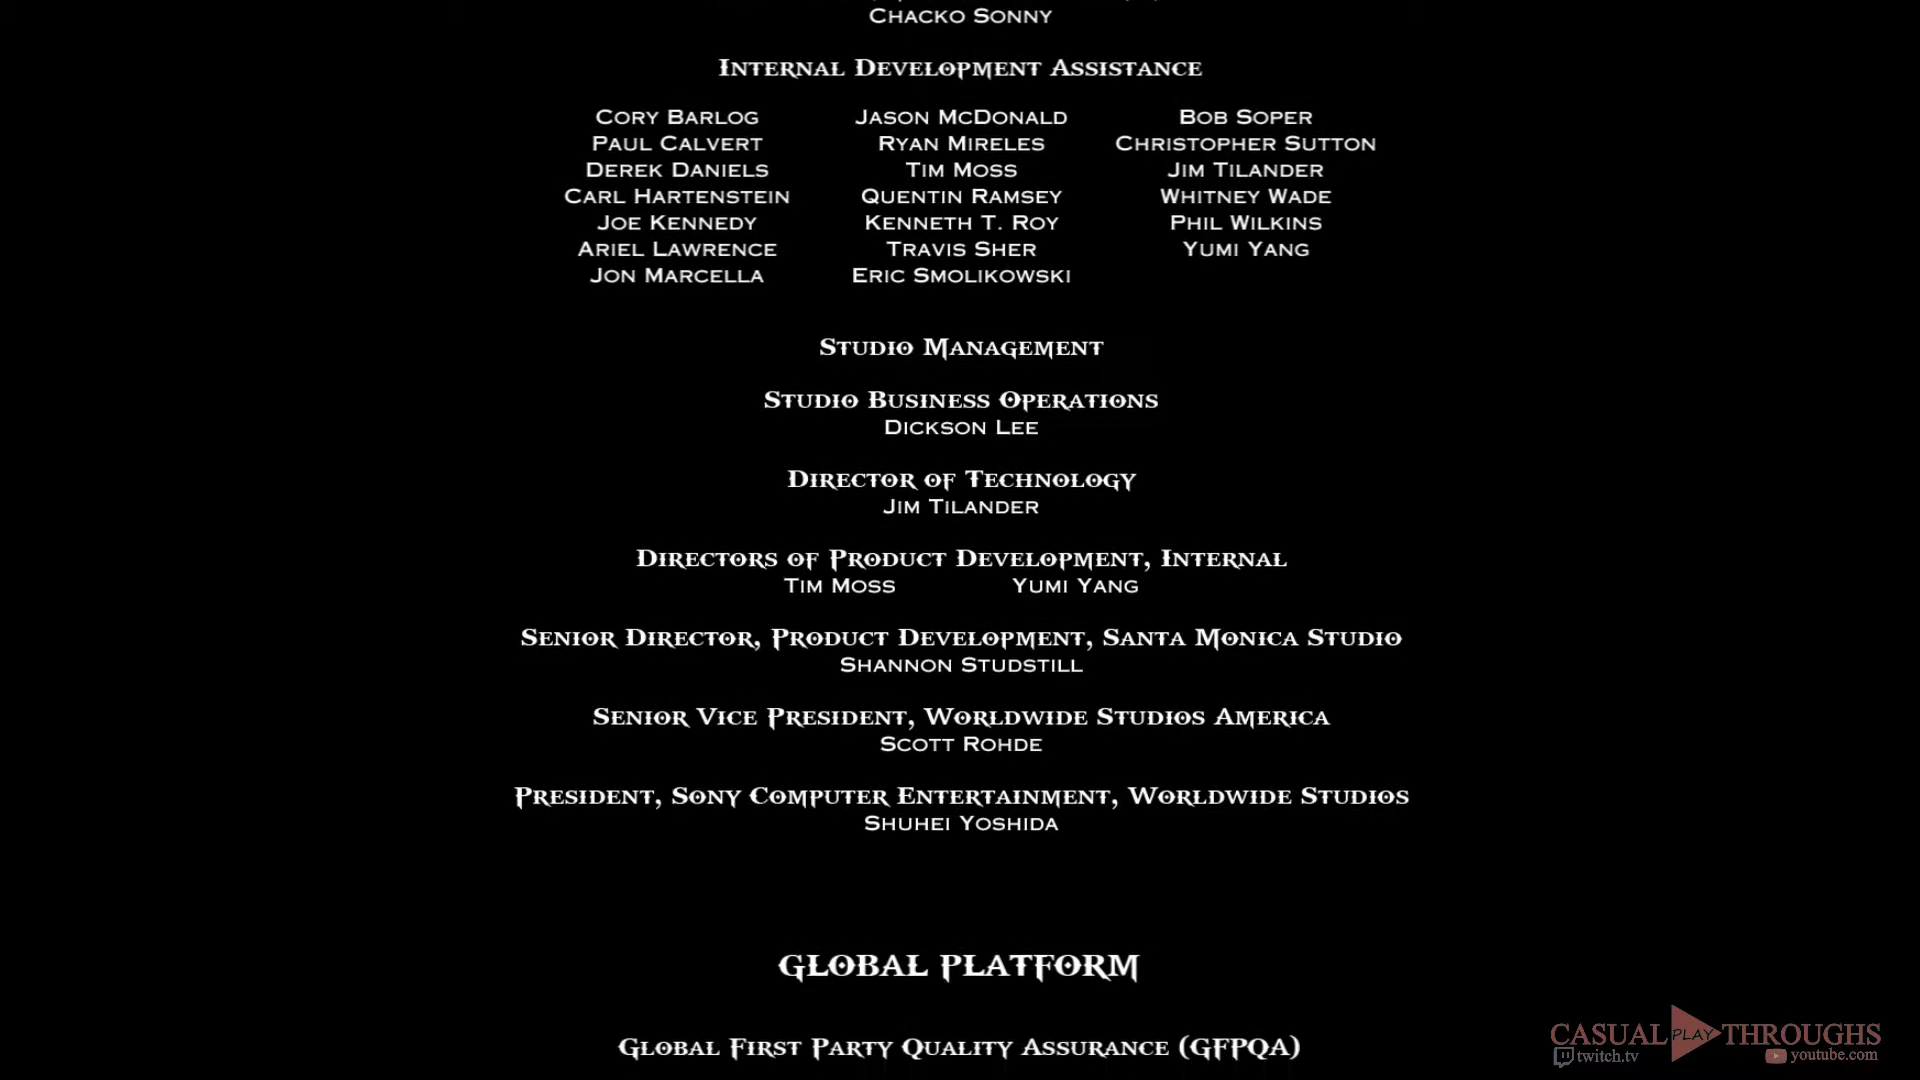 Chacko Sonny
Internal Development Assistance
Cory Barlog Jason McDonald Bob Soper
Paul Calvert Ryan Mireles Christopher Sutton
Derek Daniels Tim Moss Jim Tilander
Carl Hartenstein Quentin Ramsey Whitney Wade
Joe Kennedy Kenneth T. Roy Phil Wilkins
Ariel Lawrence Travis Sher Yumi Yang
Jon Marcella Eric Smolikowski
Studio Management
Studio Business Operations
Dickson Lee
Director of Technology
Jim Tilander
Directors of Product Development, Internal
Tim Moss Yumi Yang
Senior Director, Product Development, Santa Monica Studio
Shannon Studstill
Senior Vice President, Worldwide Studios America
Scott Rohde
President, Sony Computer Entertainment, Worldwide Studios
Shuhei Yoshida
GLOBAL PLATFORM
Global First Party Quality Assurance (GFPQA)
CASUAL PLAY THROUGHS
twitch.tv youtube.com